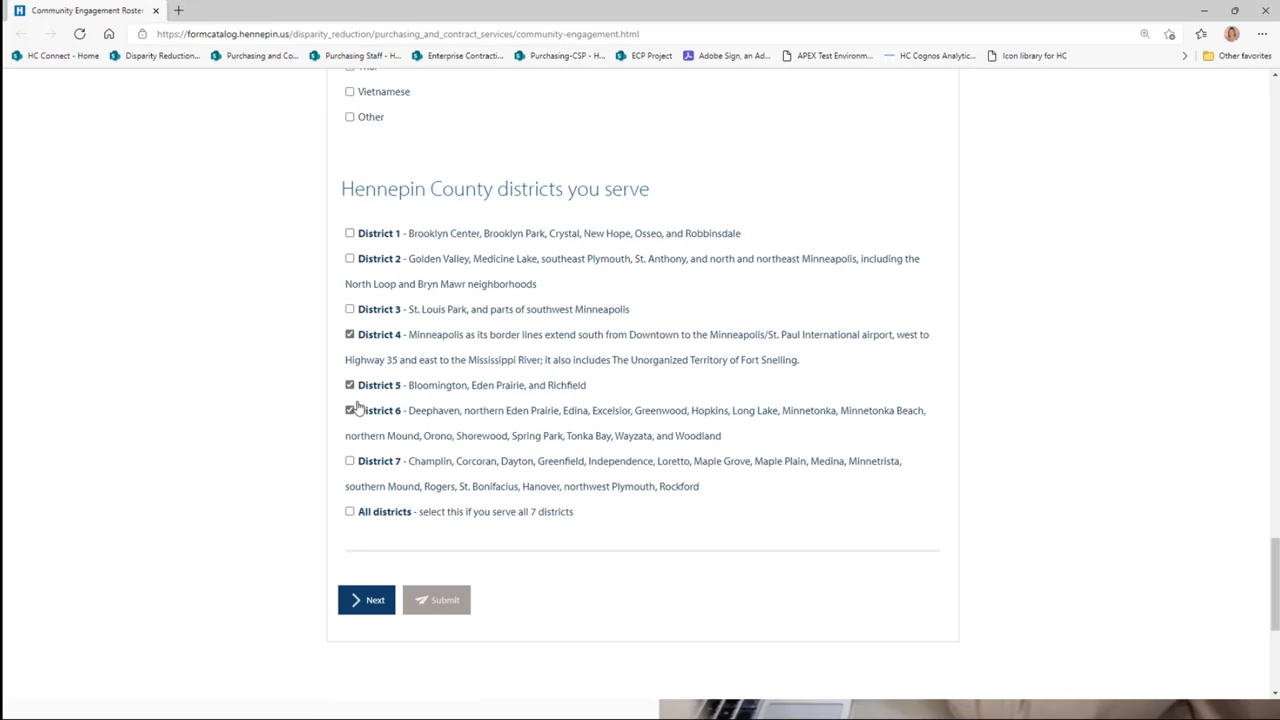 Community Engagement Roster
https://formcatalog.hennepin.us/disparity_reduction/purchasing_and_contract_services/community-engagement.html
HC Connect - Home
Disparity Reduction...
Purchasing and Co...
Purchasing Staff - H...
Enterprise Contracti...
Purchasing-CSP - H...
ECP Project
Adobe Sign, an Ad...
APEX Test Environm...
HC Cognos Analytic...
Icon library for HC
Other favorites
Vietnamese
Other
Hennepin County districts you serve
District 1 - Brooklyn Center, Brooklyn Park, Crystal, New Hope, Osseo, and Robbinsdale
District 2 - Golden Valley, Medicine Lake, southeast Plymouth, St. Anthony, and north and northeast Minneapolis, including the
North Loop and Bryn Mawr neighborhoods
District 3 - St. Louis Park, and parts of southwest Minneapolis
District 4 - Minneapolis as its border lines extend south from Downtown to the Minneapolis/St. Paul International airport, west to
Highway 35 and east to the Mississippi River; it also includes The Unorganized Territory of Fort Snelling.
District 5 - Bloomington, Eden Prairie, and Richfield
District 6 - Deephaven, northern Eden Prairie, Edina, Excelsior, Greenwood, Hopkins, Long Lake, Minnetonka, Minnetonka Beach,
northern Mound, Orono, Shorewood, Spring Park, Tonka Bay, Wayzata, and Woodland
District 7 - Champlin, Corcoran, Dayton, Greenfield, Independence, Loretto, Maple Grove, Maple Plain, Medina, Minnetrista,
southern Mound, Rogers, St. Bonifacius, Hanover, northwest Plymouth, Rockford
All districts - select this if you serve all 7 districts
Next
Submit